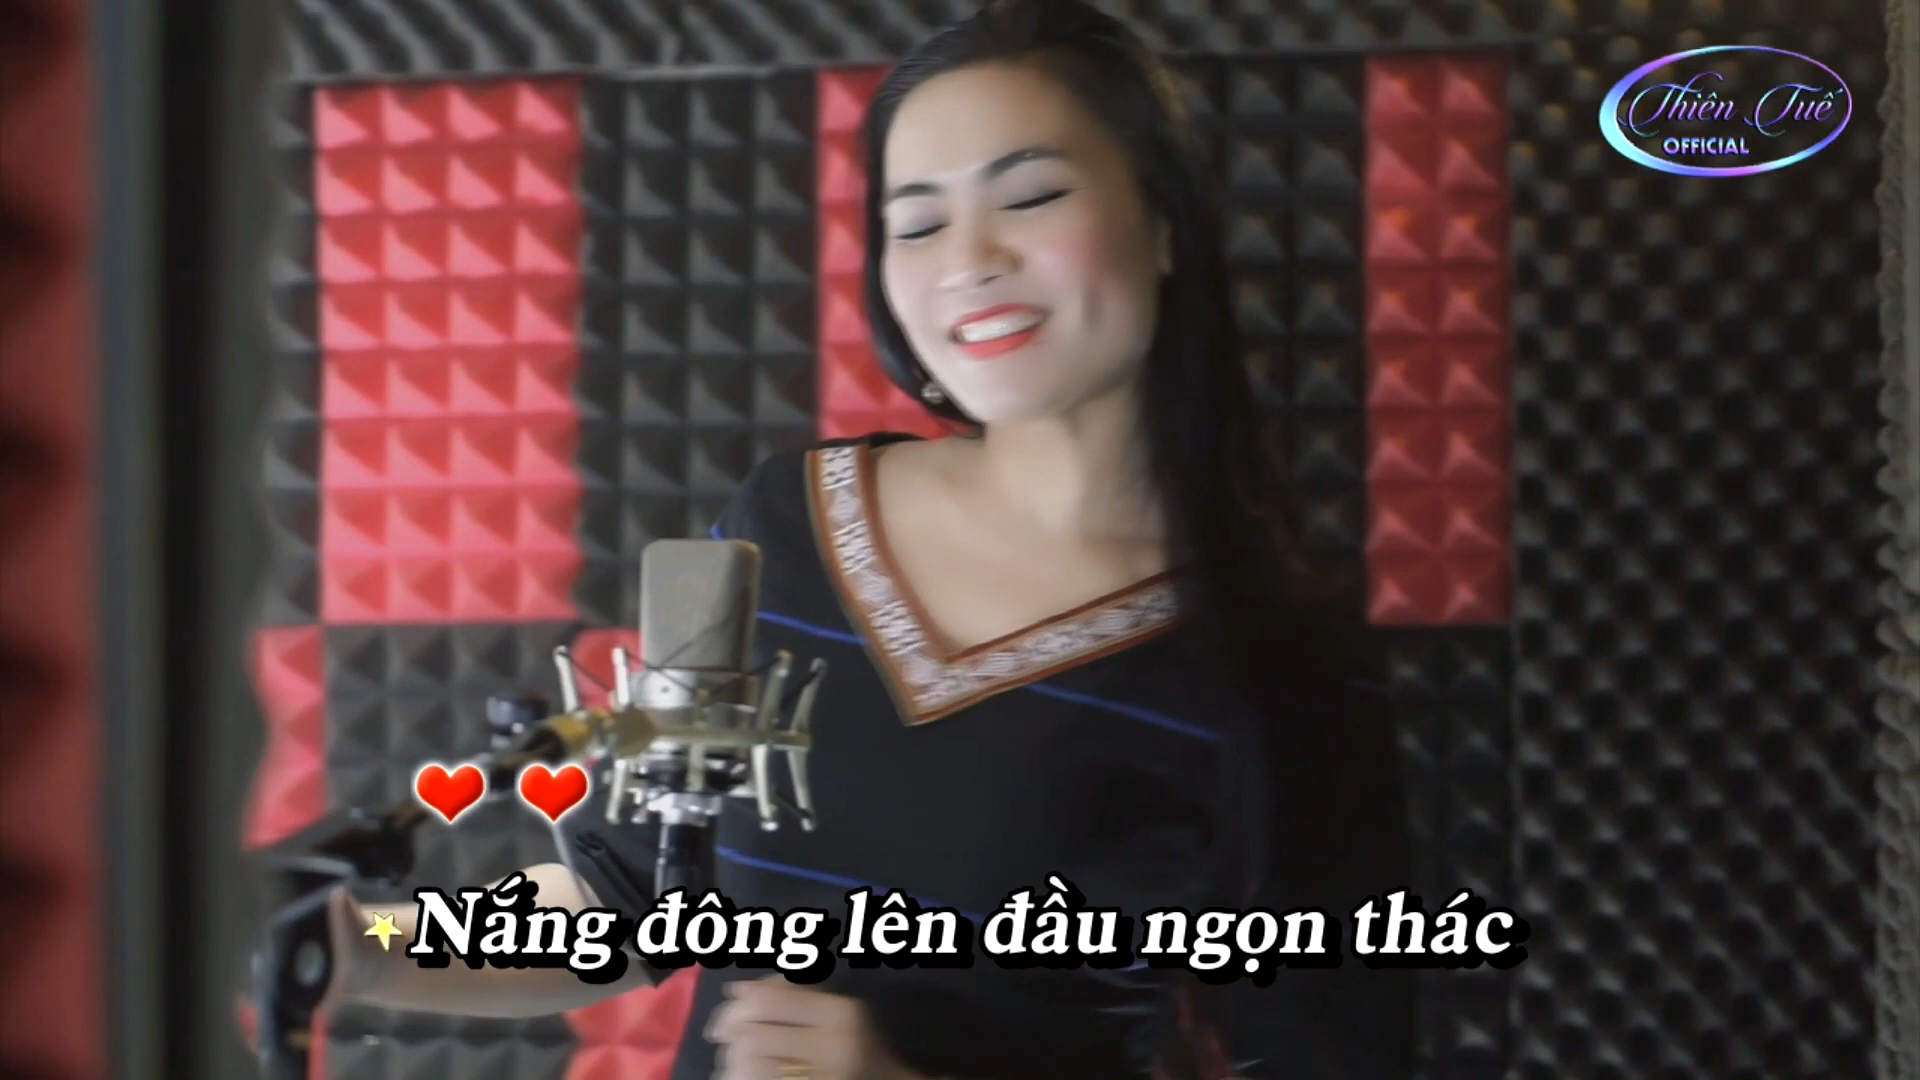 Thiên Tuế
OFFICIAL
Nắng đông lên đầu ngọn thác